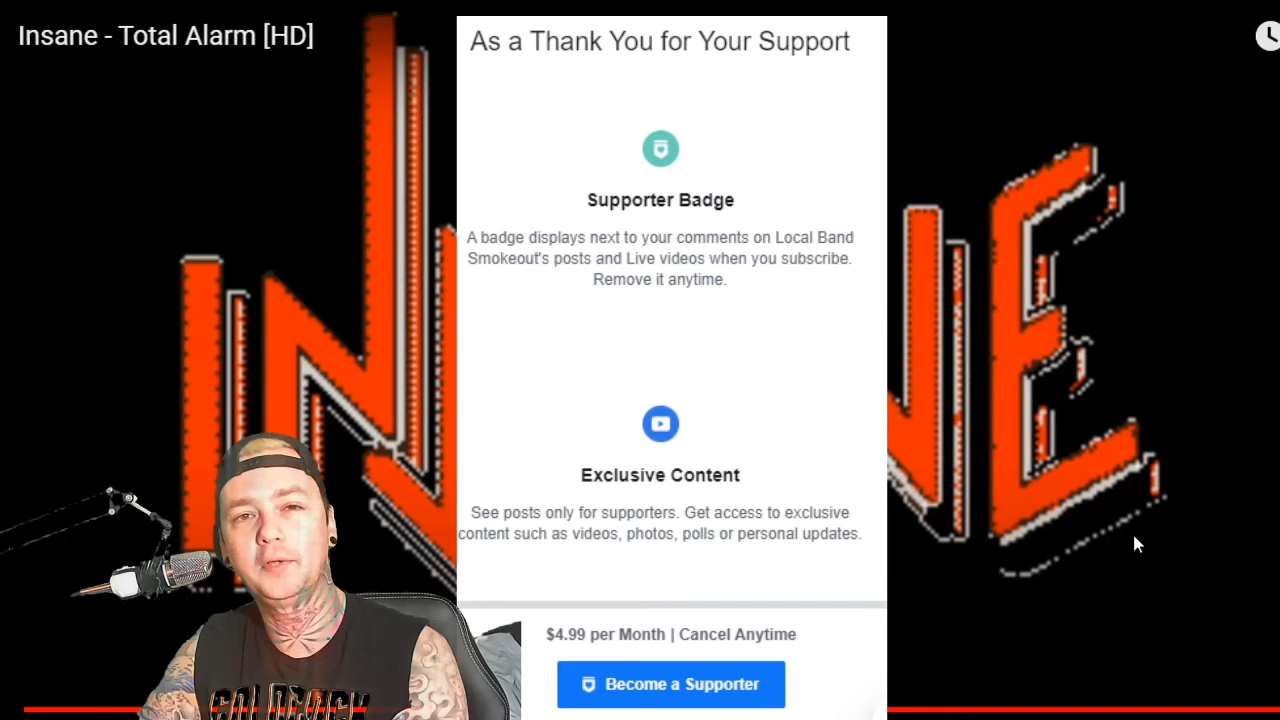 Insane - Total Alarm [HD]
As a Thank You for Your Support
Supporter Badge
A badge displays next to your comments on Local Band
Smokeout's posts and Live videos when you subscribe.
Remove it anytime.
Exclusive Content
See posts only for supporters. Get access to exclusive
content such as videos, photos, polls or personal updates.
$4.99 per Month | Cancel Anytime
Become a Supporter